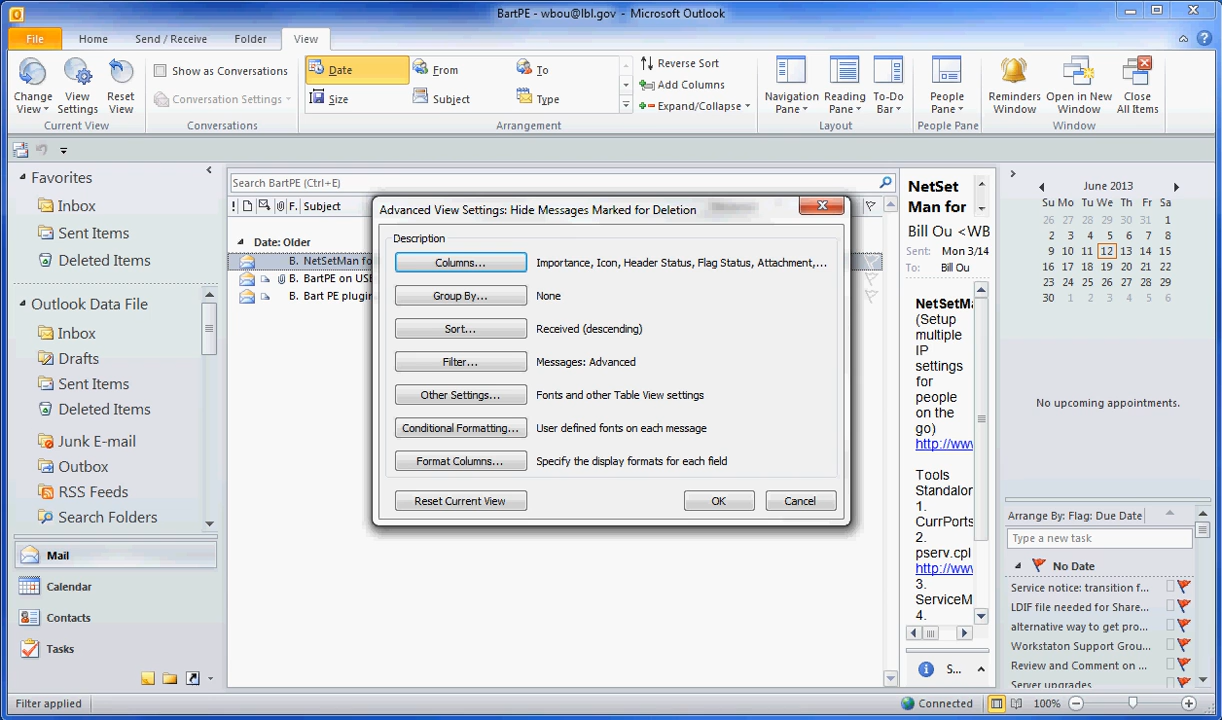 BartPE - wbou@lbl.gov - Microsoft Outlook
File Home Send / Receive Folder View
Change View
View Settings
Reset View
Current View
Show as Conversations
Conversation Settings
Conversations
Date From To
Size Subject Type
Reverse Sort
Add Columns
Expand/Collapse
Arrangement
Navigation Pane
Reading Pane
To-Do Bar
Layout
People Pane
People Pane
Reminders Window
Open in New Window
Close All Items
Window
Favorites
Inbox
Sent Items
Deleted Items
Outlook Data File
Inbox
Drafts
Sent Items
Deleted Items
Junk E-mail
Outbox
RSS Feeds
Search Folders
Mail
Calendar
Contacts
Tasks
Search BartPE (Ctrl+E)
! F. Subject
Date: Older
B. NetSetMan fo
B. BartPE on USB
B. Bart PE plugin
Advanced View Settings: Hide Messages Marked for Deletion
Description
Columns... Importance, Icon, Header Status, Flag Status, Attachment,...
Group By... None
Sort... Received (descending)
Filter... Messages: Advanced
Other Settings... Fonts and other Table View settings
Conditional Formatting... User defined fonts on each message
Format Columns... Specify the display formats for each field
Reset Current View OK Cancel
NetSet
Man for
Bill Ou <WB
Sent: Mon 3/14
To: Bill Ou
NetSetMa
(Setup
multiple
IP
settings
for
people
on the
go)
http://ww
Tools
Standalor
1.
CurrPorts
2.
pserv.cpl
http://ww
3.
ServiceM
4.
S...
June 2013
Su Mo Tu We Th Fr Sa
26 27 28 29 30 31 1
2 3 4 5 6 7 8
9 10 11 12 13 14 15
16 17 18 19 20 21 22
23 24 25 26 27 28 29
30 1 2 3 4 5 6
No upcoming appointments.
Arrange By: Flag: Due Date
Type a new task
No Date
Service notice: transition f...
LDIF file needed for Share...
alternative way to get pro...
Workstaton Support Grou...
Review and Comment on ...
Server upgrades
Filter applied
Connected
100%